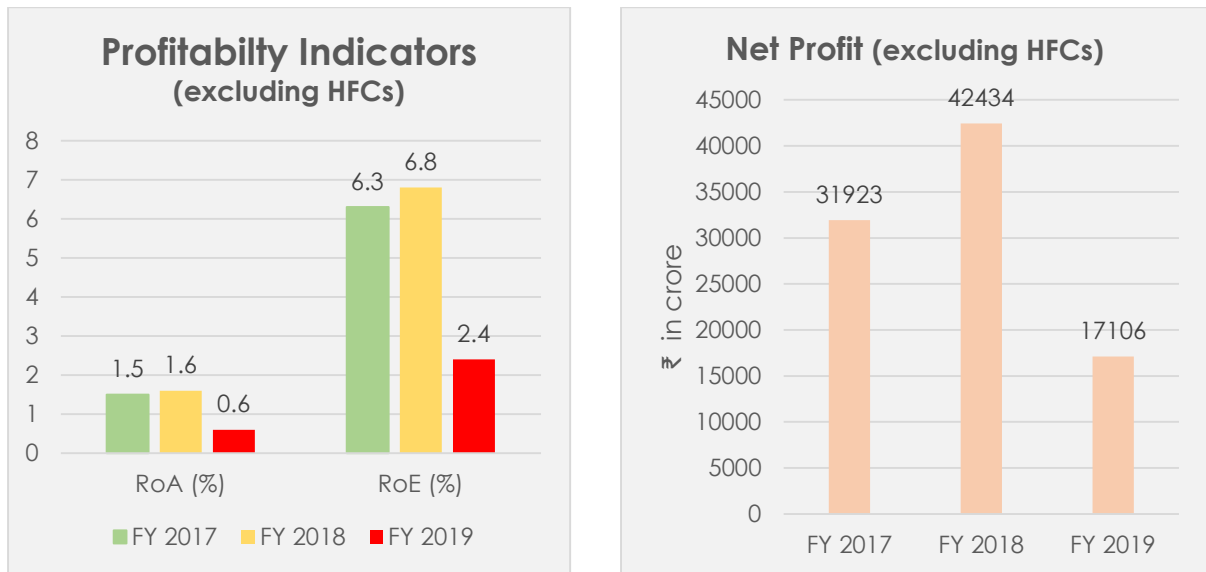 Profitabilty Indicators
(excluding HFCs)
8
7
6
5
4
3
2
1
0
1.5
1.6
0.6
6.3
6.8
2.4
RoA (%)
RoE (%)
FY 2017
FY 2018
FY 2019
Net Profit (excluding HFCs)
₹ in crore
45000
40000
35000
30000
25000
20000
15000
10000
5000
0
31923
42434
17106
FY 2017
FY 2018
FY 2019